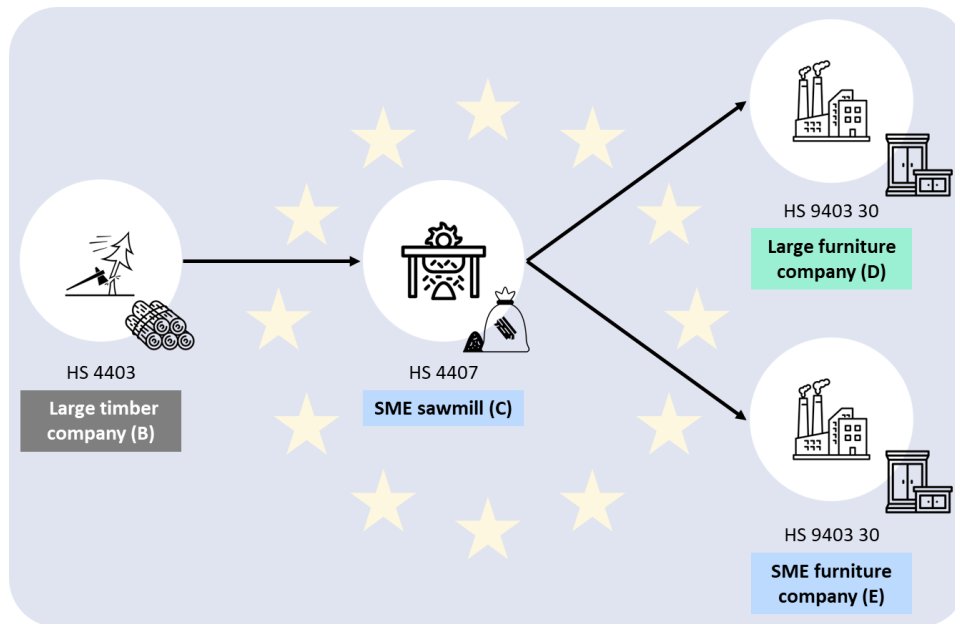 HS 4403
Large timber
company (B)
HS 4407
SME sawmill (C)
HS 9403 30
Large furniture
company (D)
HS 9403 30
SME furniture
company (E)